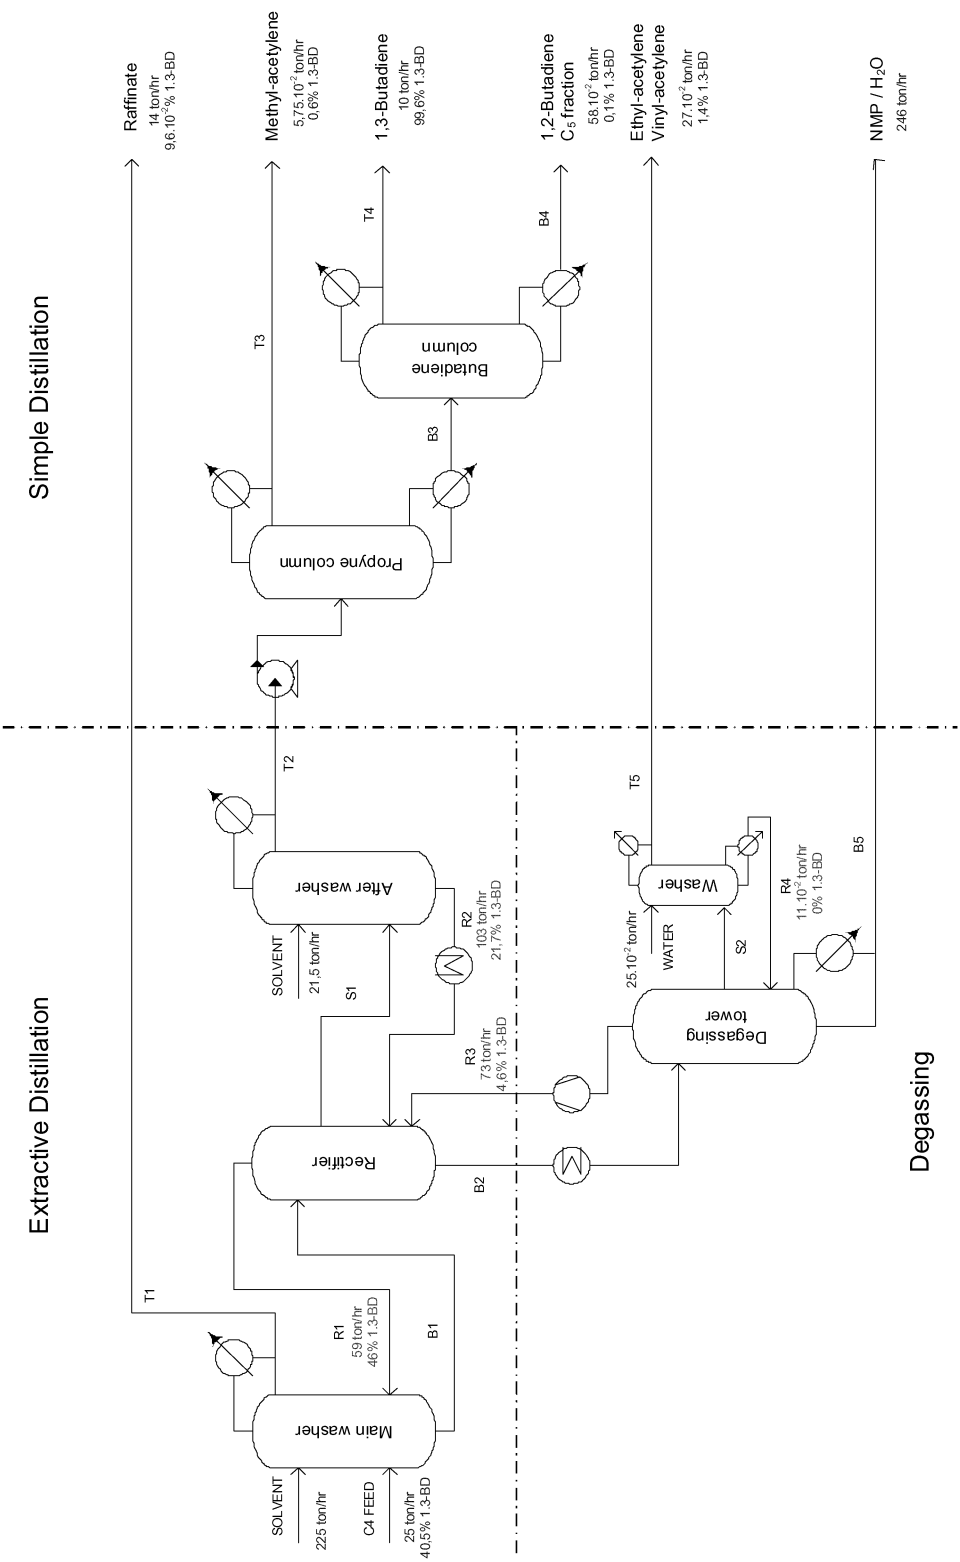 Extractive Distillation
Simple Distillation
Degassing
Raffinate
14 ton/hr
9,6.10⁻²% 1.3-BD
Methyl-acetylene
5,75.10⁻² ton/hr
0,6% 1.3-BD
1,3-Butadiene
10 ton/hr
99,6% 1.3-BD
1,2-Butadiene
C₅ fraction
58.10⁻² ton/hr
0,1% 1.3-BD
Ethyl-acetylene
Vinyl-acetylene
27.10⁻² ton/hr
1,4% 1.3-BD
NMP / H₂O
246 ton/hr
T1
T3
T4
B4
B3
Butadiene
column
Propyne column
T2
T5
B5
After washer
SOLVENT
21,5 ton/hr
S1
R2
103 ton/hr
21,7% 1.3-BD
Washer
25.10⁻² ton/hr
WATER
S2
R4
11.10⁻² ton/hr
0% 1.3-BD
Degassing
tower
R3
73 ton/hr
4,6% 1.3-BD
Rectifier
B2
R1
59 ton/hr
46% 1.3-BD
B1
Main washer
SOLVENT
225 ton/hr
C4 FEED
25 ton/hr
40,5% 1.3-BD